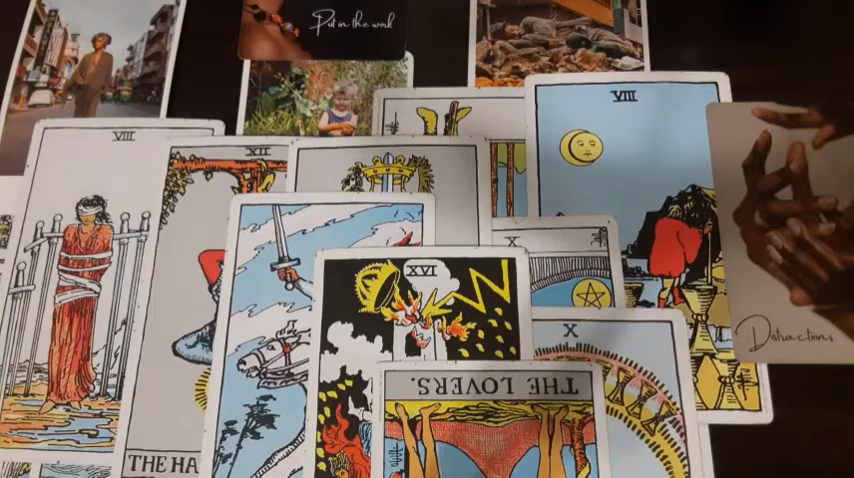 Put in the work
VIII
VIII
XII
X
XVI
Distractions
X
THE LOVERS.
THE HA